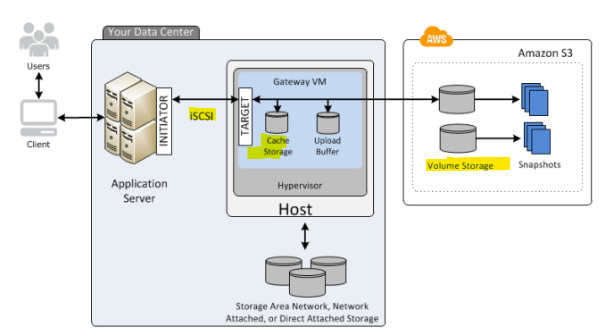 Your Data Center
AWS
Amazon S3
Users
Client
INITIATOR
iSCSI
TARGET
Gateway VM
Cache
Storage
Upload
Buffer
Hypervisor
Host
Application
Server
Volume Storage
Snapshots
Storage Area Network, Network
Attached, or Direct Attached Storage